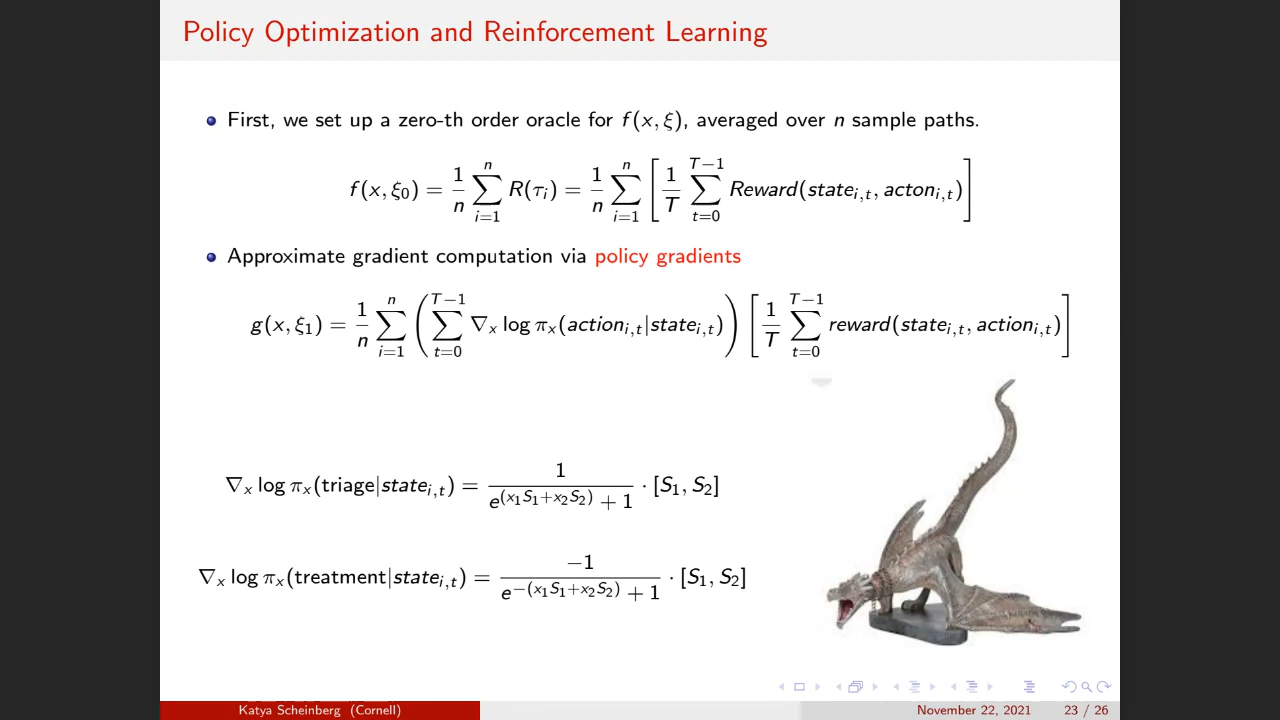 Policy Optimization and Reinforcement Learning
First, we set up a zero-th order oracle for f(x, ξ), averaged over n sample paths.
f(x, ξ₀) = 1/n ∑_{i=1}^{n} R(τᵢ) = 1/n ∑_{i=1}^{n} [1/T ∑_{t=0}^{T−1} Reward(state_{i,t}, acton_{i,t})]
Approximate gradient computation via policy gradients
g(x, ξ₁) = 1/n ∑_{i=1}^{n} (∑_{t=0}^{T−1} ∇ₓ log πₓ(action_{i,t}|state_{i,t})) [1/T ∑_{t=0}^{T−1} reward(state_{i,t}, action_{i,t})]
∇ₓ log πₓ(triage|state_{i,t}) = 1/(e^{(x₁S₁+x₂S₂)} + 1) · [S₁, S₂]
∇ₓ log πₓ(treatment|state_{i,t}) = −1/(e^{−(x₁S₁+x₂S₂)} + 1) · [S₁, S₂]
Katya Scheinberg (Cornell)
November 22, 2021
23 / 26